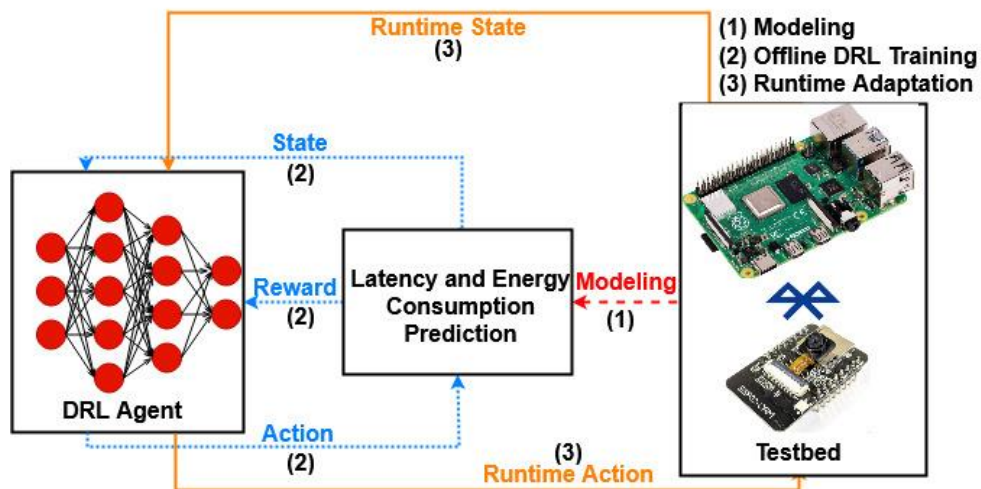 Runtime State
(3)
(1) Modeling
(2) Offline DRL Training
(3) Runtime Adaptation
State
(2)
Reward
(2)
Latency and Energy
Consumption
Prediction
Modeling
(1)
DRL Agent
Action
(2)
(3)
Runtime Action
Testbed